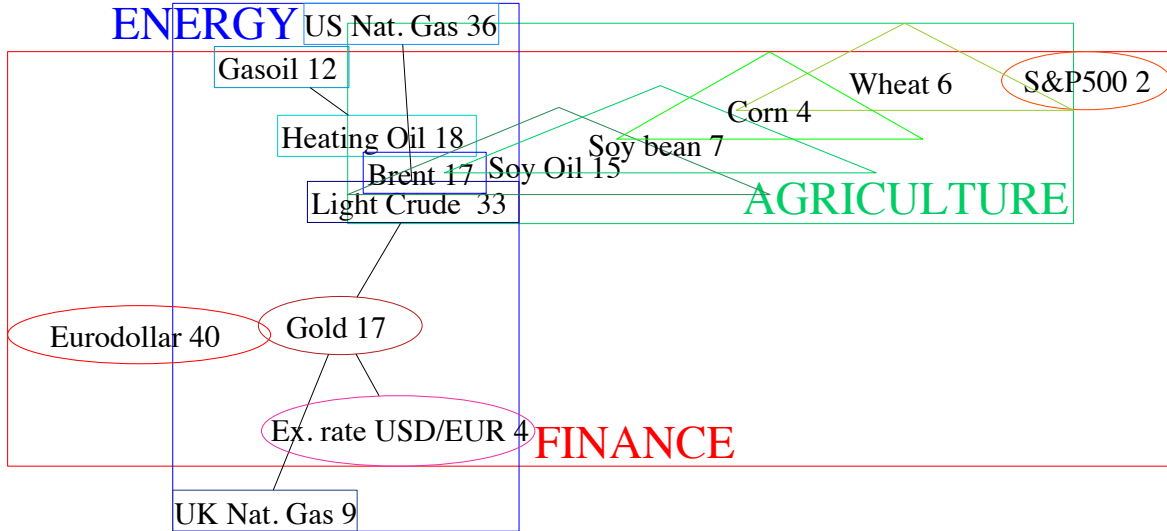 ENERGY
US Nat. Gas 36
Gasoil 12
Wheat 6
S&P500 2
Corn 4
Heating Oil 18
Soy bean 7
Brent 17
Soy Oil 15
Light Crude 33
AGRICULTURE
Eurodollar 40
Gold 17
Ex. rate USD/EUR 4
FINANCE
UK Nat. Gas 9